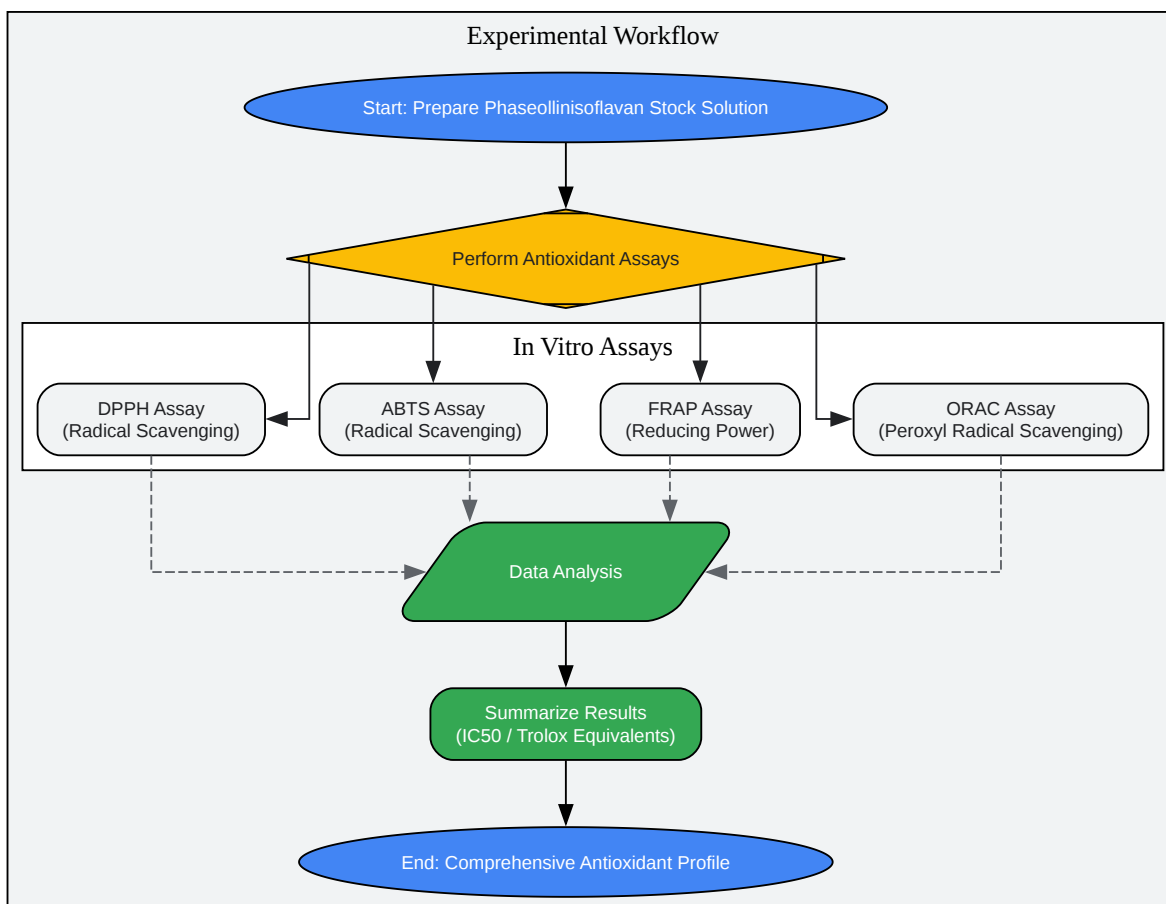 Experimental Workflow
Start: Prepare Phaseollinisoflavan Stock Solution
Perform Antioxidant Assays
In Vitro Assays
DPPH Assay
(Radical Scavenging)
ABTS Assay
(Radical Scavenging)
FRAP Assay
(Reducing Power)
ORAC Assay
(Peroxyl Radical Scavenging)
Data Analysis
Summarize Results
(IC50 / Trolox Equivalents)
End: Comprehensive Antioxidant Profile